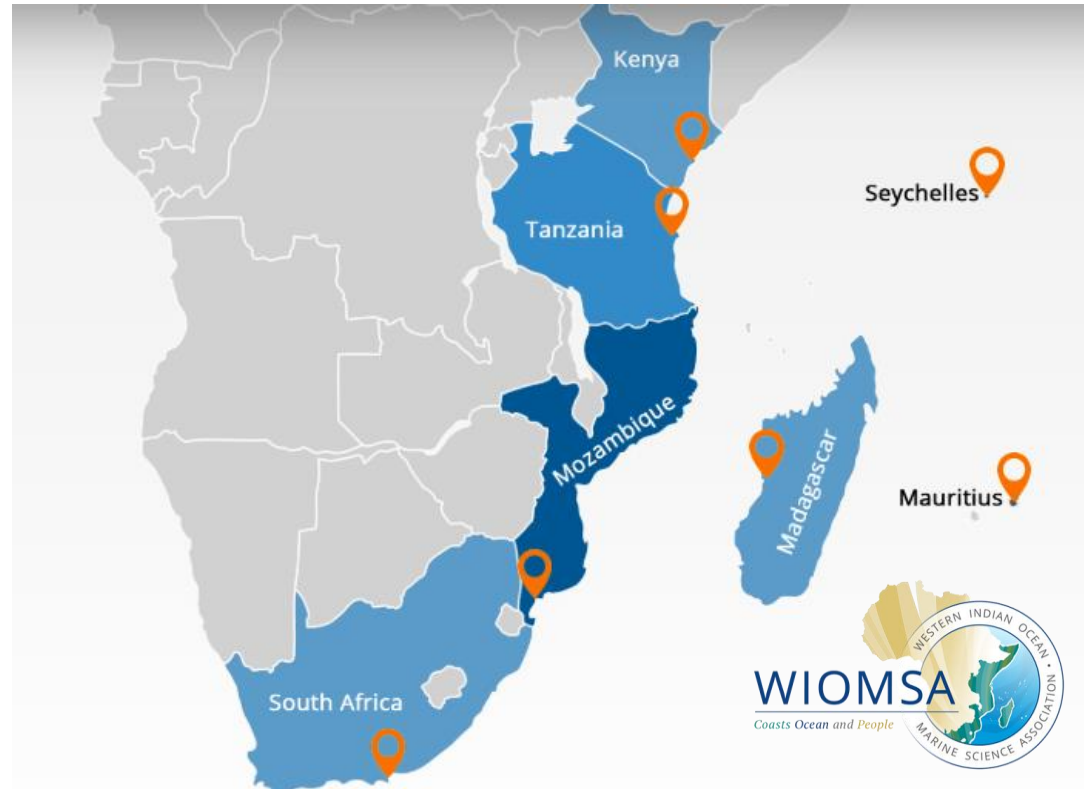 Kenya
Seychelles
Tanzania
Mozambique
Madagascar
Mauritius
South Africa
WIOMSA
Coasts Ocean and People
WESTERN INDIAN OCEAN •
MARINE SCIENCE ASSOCIATION